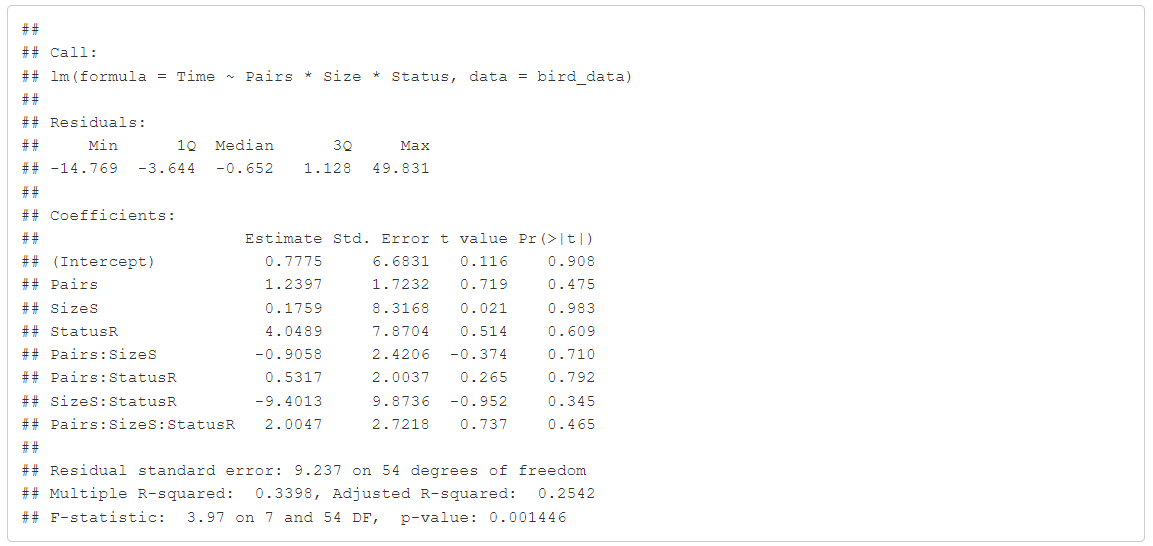 ##
## Call:
## lm(formula = Time ~ Pairs * Size * Status, data = bird_data)
##
## Residuals:
##     Min      1Q  Median      3Q     Max
## -14.769  -3.644  -0.652   1.128  49.831
##
## Coefficients:
##                     Estimate Std. Error t value Pr(>|t|)
## (Intercept)           0.7775     6.6831   0.116    0.908
## Pairs                 1.2397     1.7232   0.719    0.475
## SizeS                 0.1759     8.3168   0.021    0.983
## StatusR               4.0489     7.8704   0.514    0.609
## Pairs:SizeS          -0.9058     2.4206  -0.374    0.710
## Pairs:StatusR         0.5317     2.0037   0.265    0.792
## SizeS:StatusR        -9.4013     9.8736  -0.952    0.345
## Pairs:SizeS:StatusR   2.0047     2.7218   0.737    0.465
##
## Residual standard error: 9.237 on 54 degrees of freedom
## Multiple R-squared:  0.3398, Adjusted R-squared:  0.2542
## F-statistic:  3.97 on 7 and 54 DF,  p-value: 0.001446